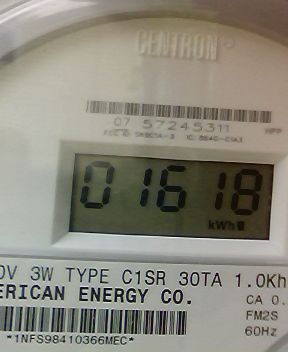 CENTRON
07 57245311
01618
kWh
0V 3W TYPE C1SR 30TA 1.0Kh
ERICAN ENERGY CO.
CA 0.
FM2S
60Hz
*1NFS98410366MEC*